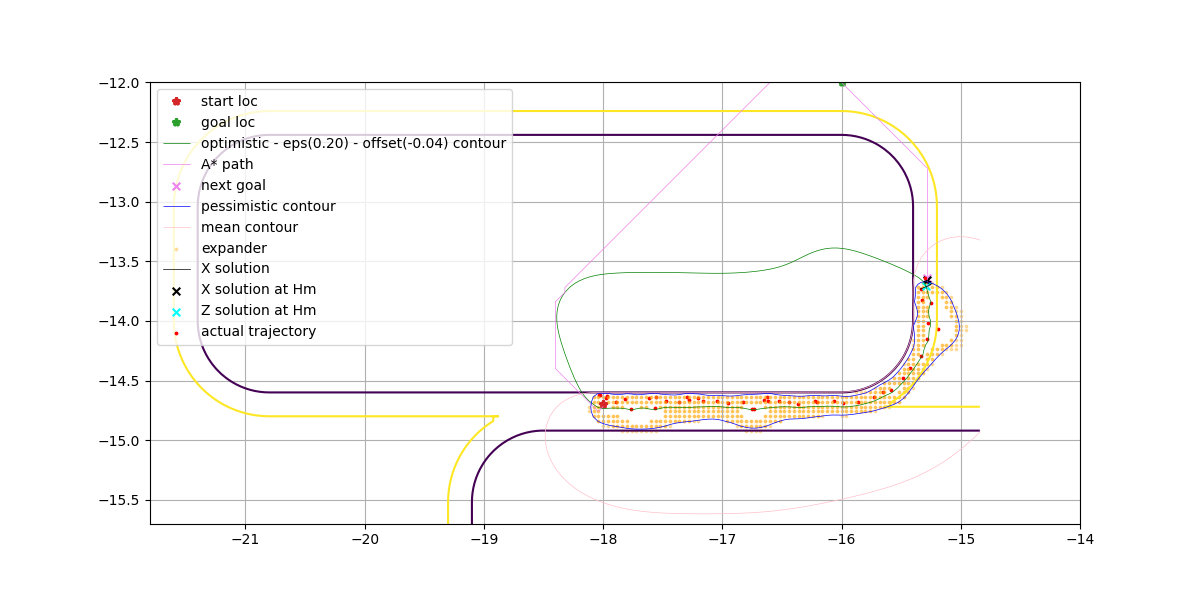 −12.0
−12.5
−13.0
−13.5
−14.0
−14.5
−15.0
−15.5
start loc
goal loc
optimistic - eps(0.20) - offset(-0.04) contour
A* path
next goal
pessimistic contour
mean contour
expander
X solution
X solution at Hm
Z solution at Hm
actual trajectory
−21 −20 −19 −18 −17 −16 −15 −14